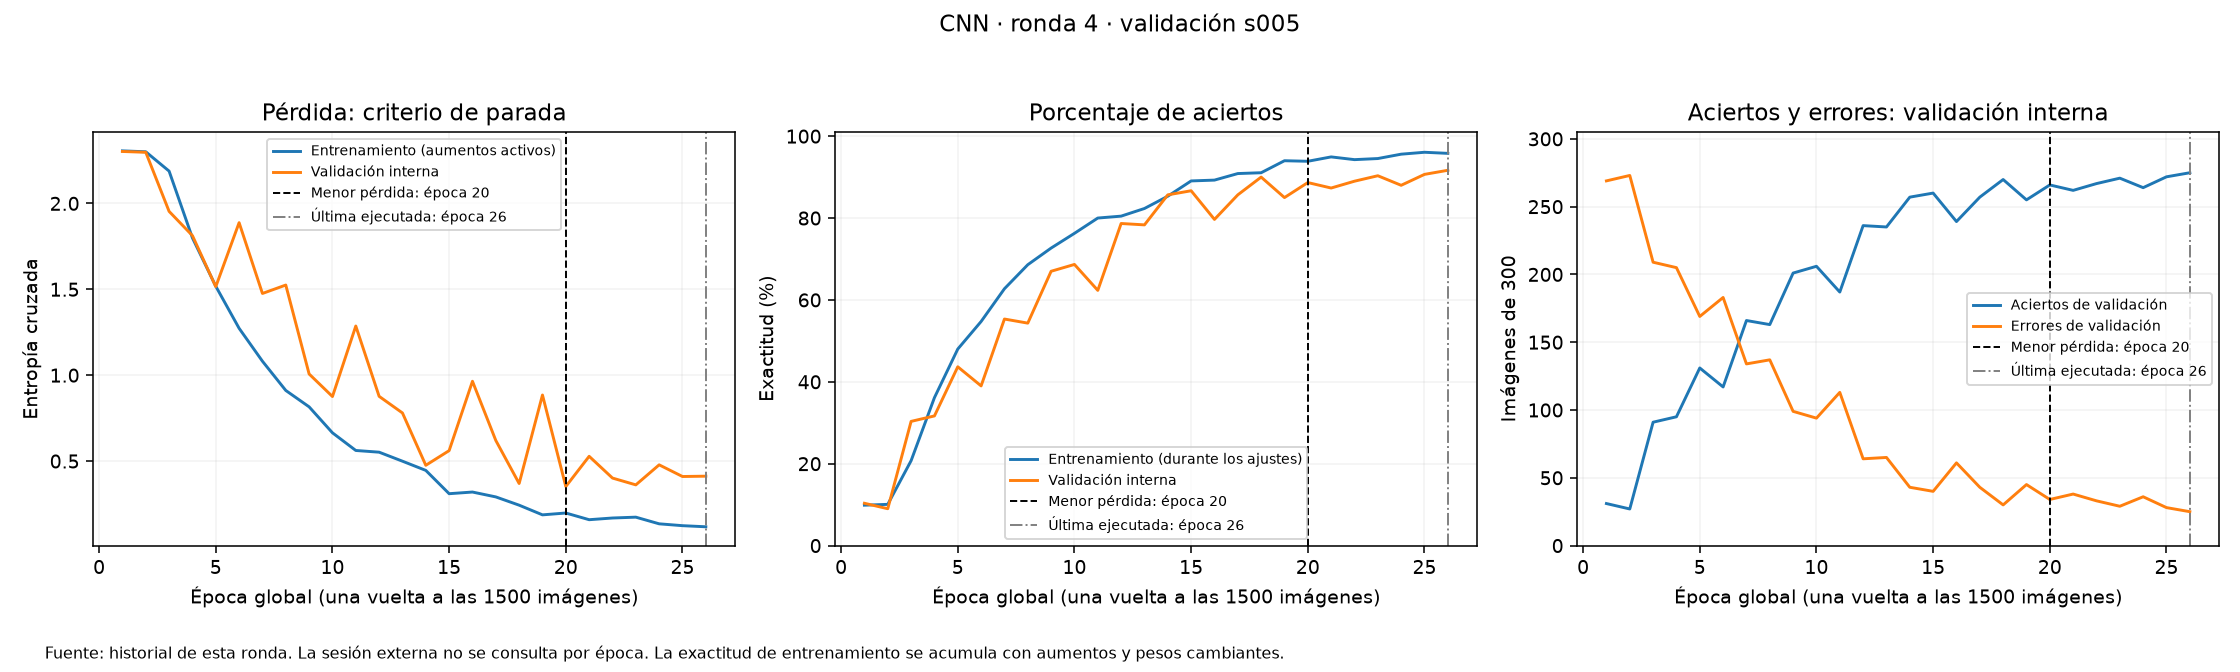 CNN · ronda 4 · validación s005
Pérdida: criterio de parada
Entropía cruzada
2.0
1.5
1.0
0.5
Entrenamiento (aumentos activos)
Validación interna
Menor pérdida: época 20
Última ejecutada: época 26
0 5 10 15 20 25
Época global (una vuelta a las 1500 imágenes)
Porcentaje de aciertos
Exactitud (%)
100
80
60
40
20
0
Entrenamiento (durante los ajustes)
Validación interna
Menor pérdida: época 20
Última ejecutada: época 26
0 5 10 15 20 25
Época global (una vuelta a las 1500 imágenes)
Aciertos y errores: validación interna
Imágenes de 300
300
250
200
150
100
50
0
Aciertos de validación
Errores de validación
Menor pérdida: época 20
Última ejecutada: época 26
0 5 10 15 20 25
Época global (una vuelta a las 1500 imágenes)
Fuente: historial de esta ronda. La sesión externa no se consulta por época. La exactitud de entrenamiento se acumula con aumentos y pesos cambiantes.